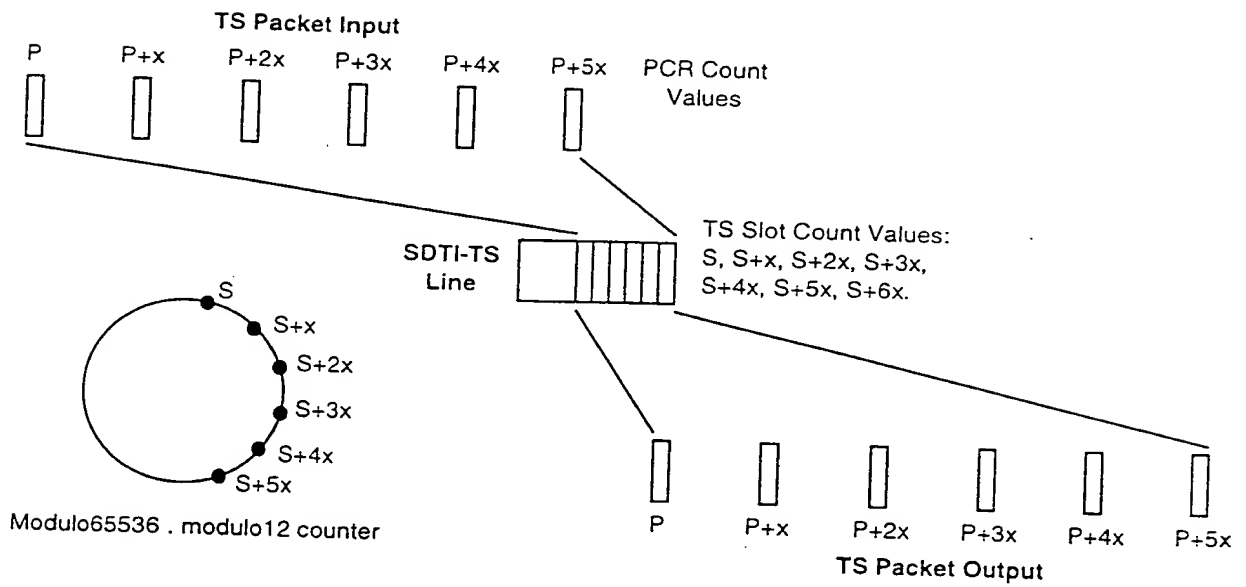 TS Packet Input
P
P+x
P+2x
P+3x
P+4x
P+5x
PCR Count
Values
SDTI-TS
Line
TS Slot Count Values:
S, S+x, S+2x, S+3x,
S+4x, S+5x, S+6x.
S
S+x
S+2x
S+3x
S+4x
S+5x
Modulo65536 . modulo12 counter
P
P+x
P+2x
P+3x
P+4x
P+5x
TS Packet Output